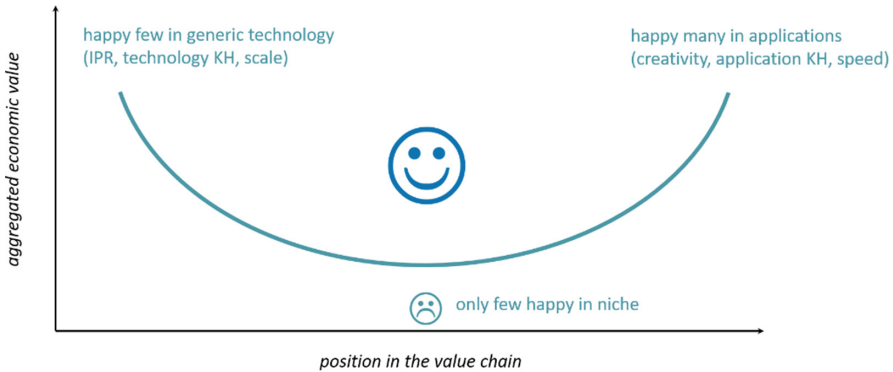 happy few in generic technology
(IPR, technology KH, scale)
happy many in applications
(creativity, application KH, speed)
aggregated economic value
only few happy in niche
position in the value chain